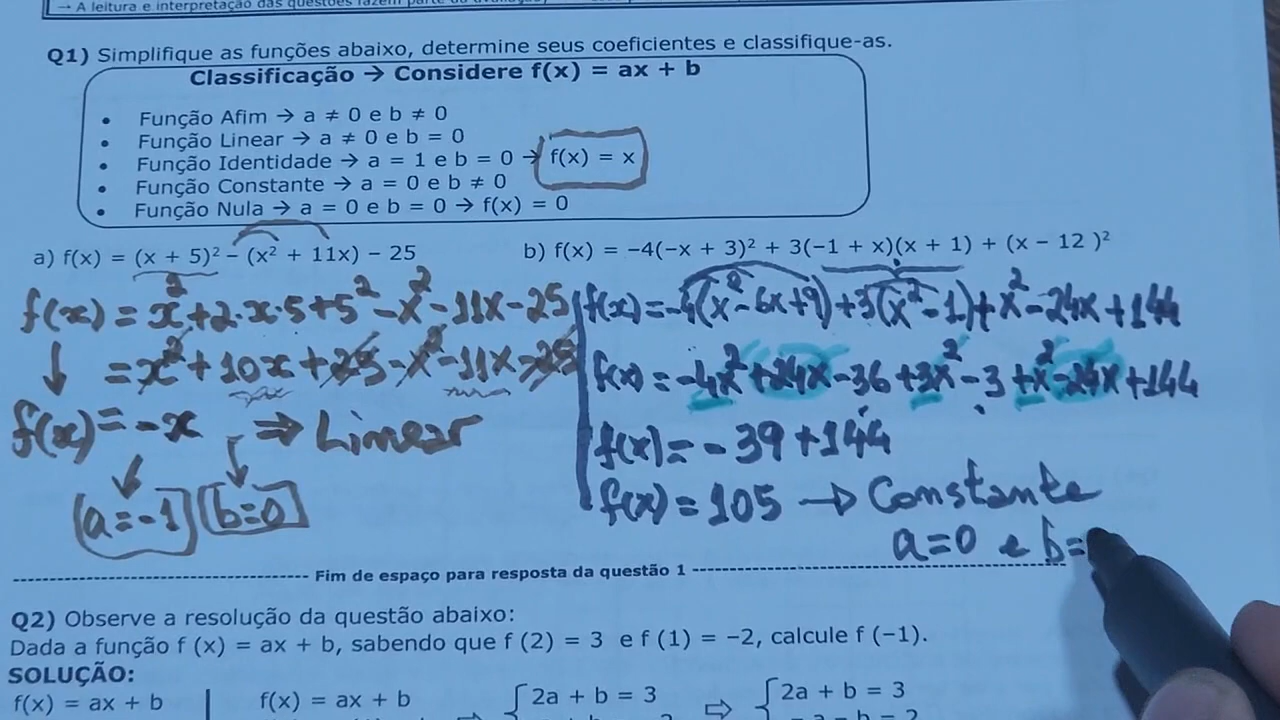 → A leitura e interpretação das questões fazem parte da
Q1) Simplifique as funções abaixo, determine seus coeficientes e classifique-as.
Classificação → Considere f(x) = ax + b
• Função Afim → a ≠ 0 e b ≠ 0
• Função Linear → a ≠ 0 e b = 0
• Função Identidade → a = 1 e b = 0 → f(x) = x
• Função Constante → a = 0 e b ≠ 0
• Função Nula → a = 0 e b = 0 → f(x) = 0
a) f(x) = (x + 5)² − (x² + 11x) − 25
f(x) = x² + 2·x·5 + 5² − x² − 11x − 25
↓ = x² + 10x + 25 − x² − 11x − 25
f(x) = −x ⇒ Linear
a = −1 b = 0
b) f(x) = −4(−x + 3)² + 3(−1 + x)(x + 1) + (x − 12 )²
f(x) = −4(x² − 6x + 9) + 3(x² − 1) + x² − 24x + 144
f(x) = −4x² + 24x − 36 + 3x² − 3 + x² − 24x + 144
f(x) = −39 + 144
f(x) = 105 → Constante
a = 0 e b =
Fim de espaço para resposta da questão 1
Q2) Observe a resolução da questão abaixo:
Dada a função f (x) = ax + b, sabendo que f (2) = 3 e f (1) = −2, calcule f (−1).
SOLUÇÃO:
f(x) = ax + b | f(x) = ax + b ⇨ { 2a + b = 3 ⇨ { 2a + b = 3